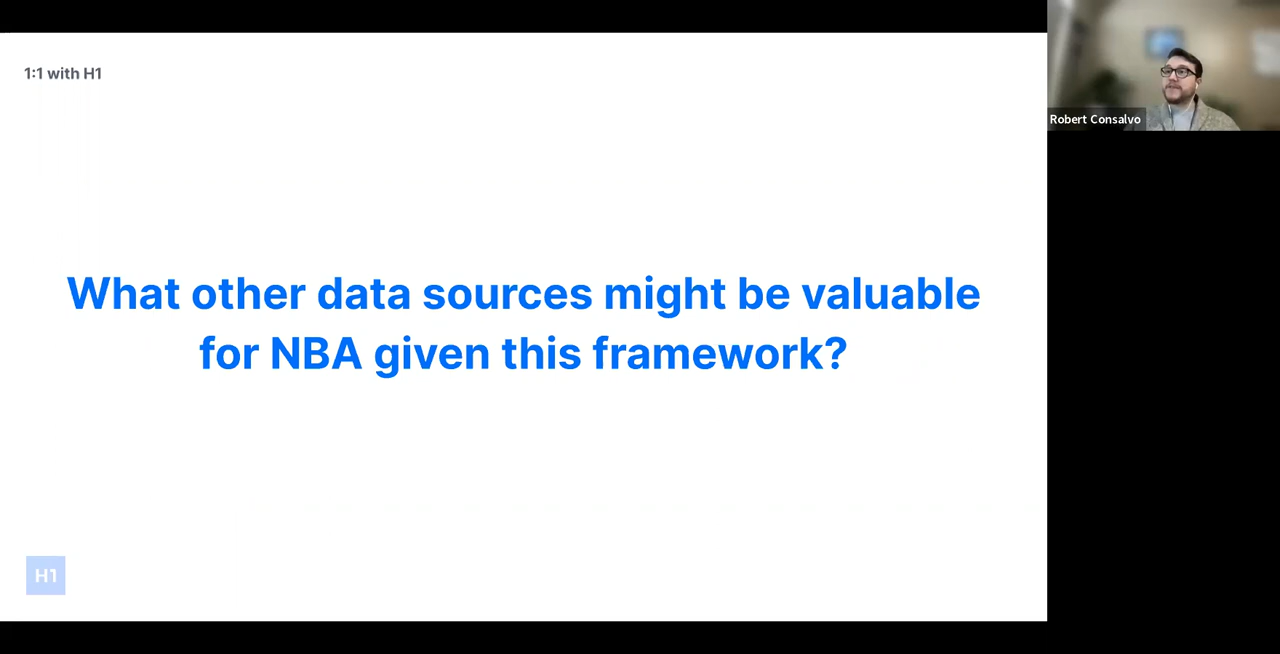 1:1 with H1
What other data sources might be valuable
for NBA given this framework?
H1
Robert Consalvo